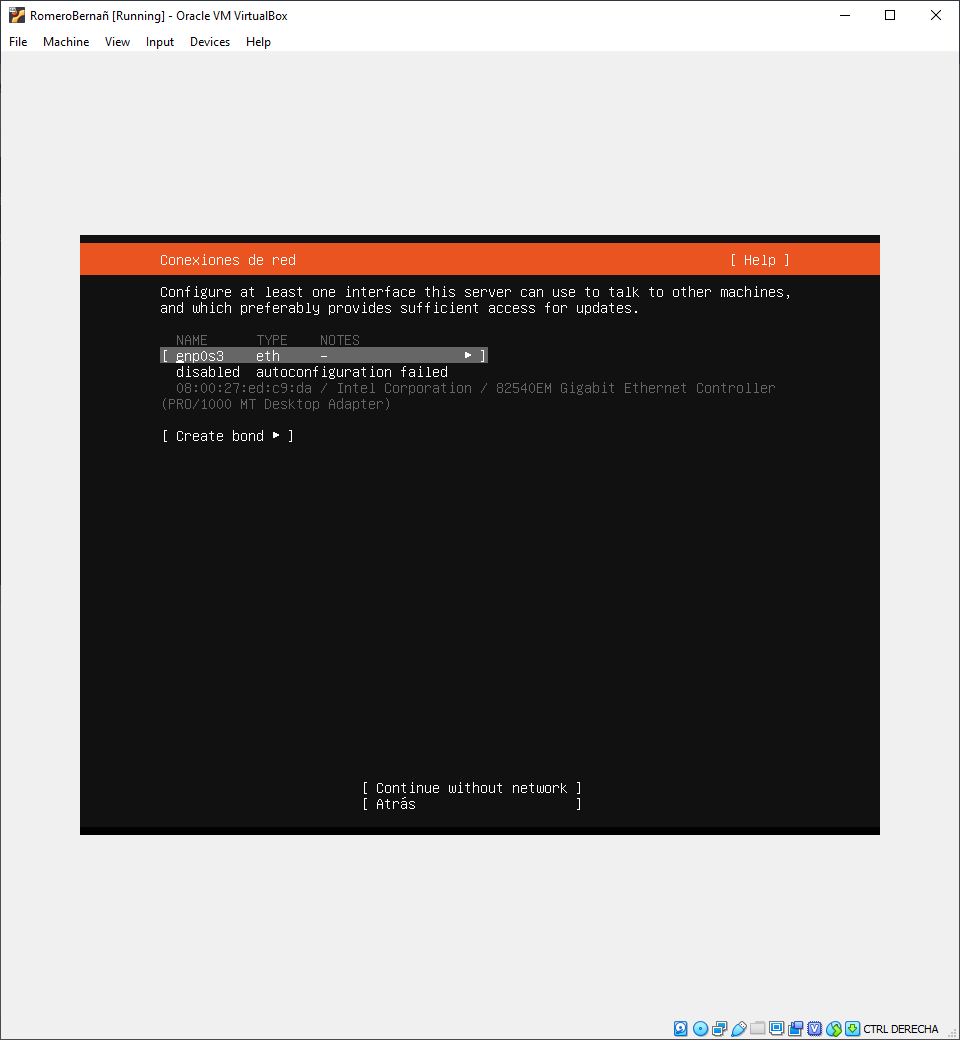 RomeroBernañ [Running] - Oracle VM VirtualBox
File Machine View Input Devices Help
Conexiones de red [ Help ]
Configure at least one interface this server can use to talk to other machines,
and which preferably provides sufficient access for updates.
NAME TYPE NOTES
[ enp0s3 eth - ▸ ]
disabled autoconfiguration failed
08:00:27:ed:c9:da / Intel Corporation / 82540EM Gigabit Ethernet Controller
(PRO/1000 MT Desktop Adapter)
[ Create bond ▸ ]
[ Continue without network ]
[ Atrás ]
CTRL DERECHA